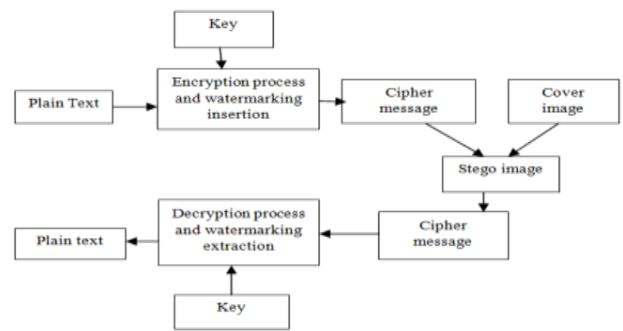 Key
Plain Text
Encryption process
and watermarking
insertion
Cipher
message
Cover
image
Stego image
Cipher
message
Decryption process
and watermarking
extraction
Plain text
Key